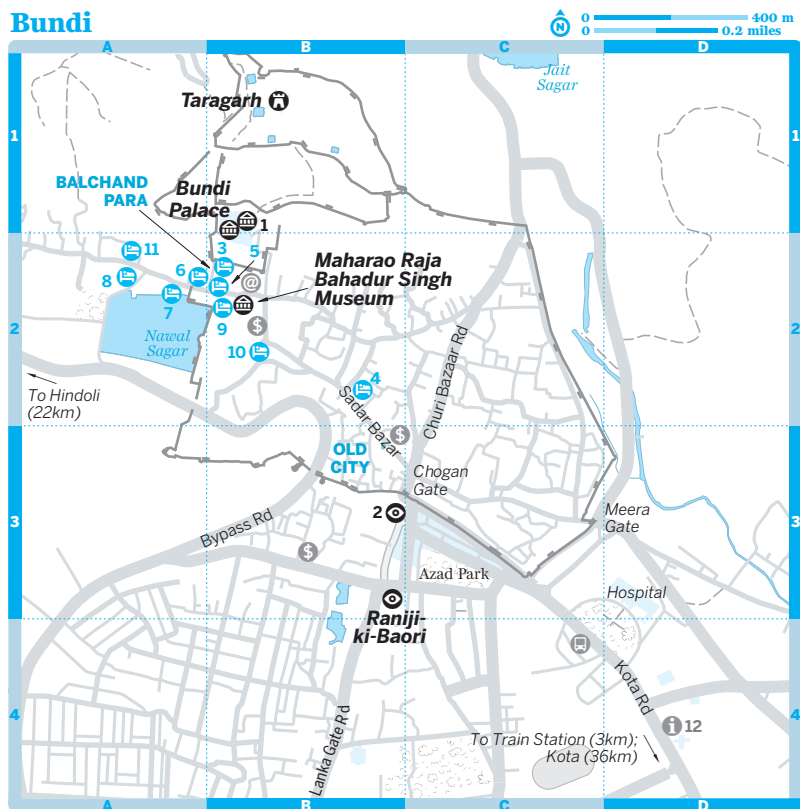 Bundi
N
0 400 m
0 0.2 miles
A B C D
Jait
Sagar
Taragarh
1
1
BALCHAND
PARA
Bundi
Palace
1
11
3
5
8
6
@
Maharao Raja
Bahadur Singh
Museum
7
9
$
2
2
Nawal
Sagar
10
4
Churi Bazaar Rd
To Hindoli
(22km)
Sadar Bazar
$
OLD
CITY
Chogan
Gate
2
Meera
Gate
3
3
Bypass Rd
$
Azad Park
Hospital
Raniji-
ki-Baori
Kota Rd
4
4
Lanka Gate Rd
i 12
To Train Station (3km);
Kota (36km)
A B C D